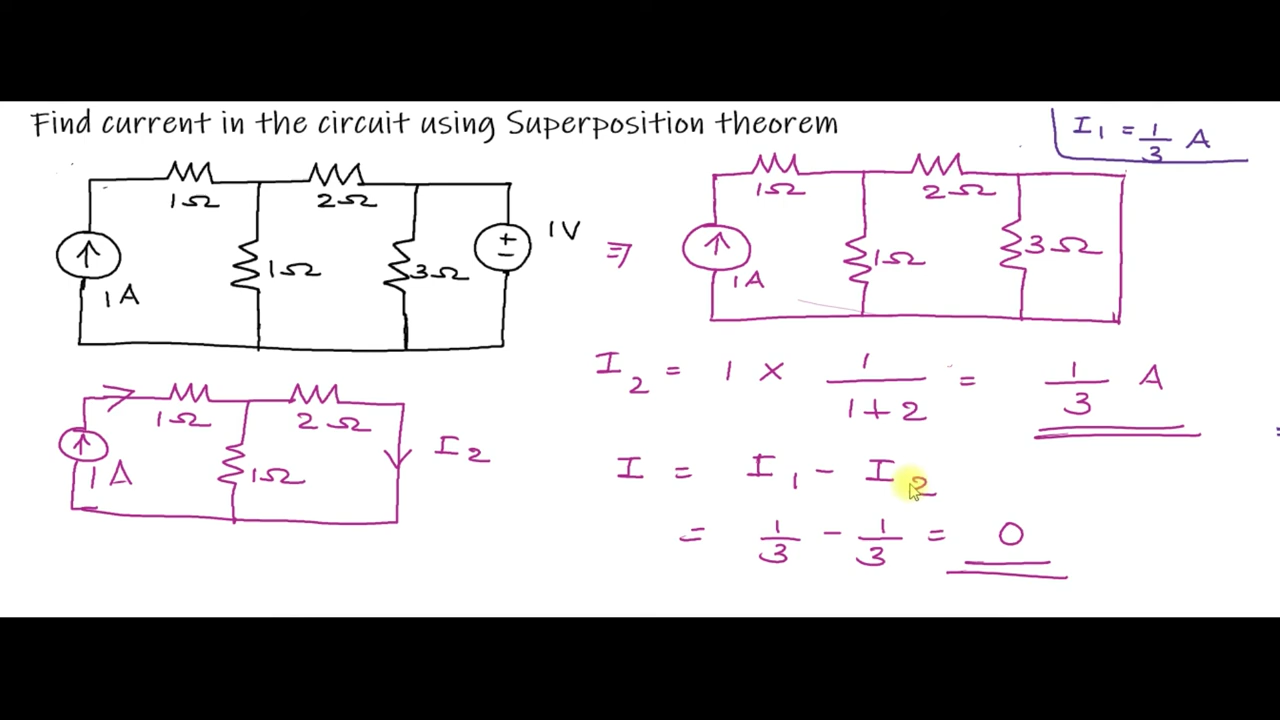 Find current in the circuit using Superposition theorem
I₁ = 1/3 A
1Ω 2Ω
1Ω 3Ω
1A
+
-
1V
⇒
1Ω 2Ω
1Ω 3Ω
1A
1Ω 2Ω
1Ω
1A
I₂
I₂ = 1 × 1/(1+2) = 1/3 A
I = I₁ - I₂
= 1/3 - 1/3 = 0